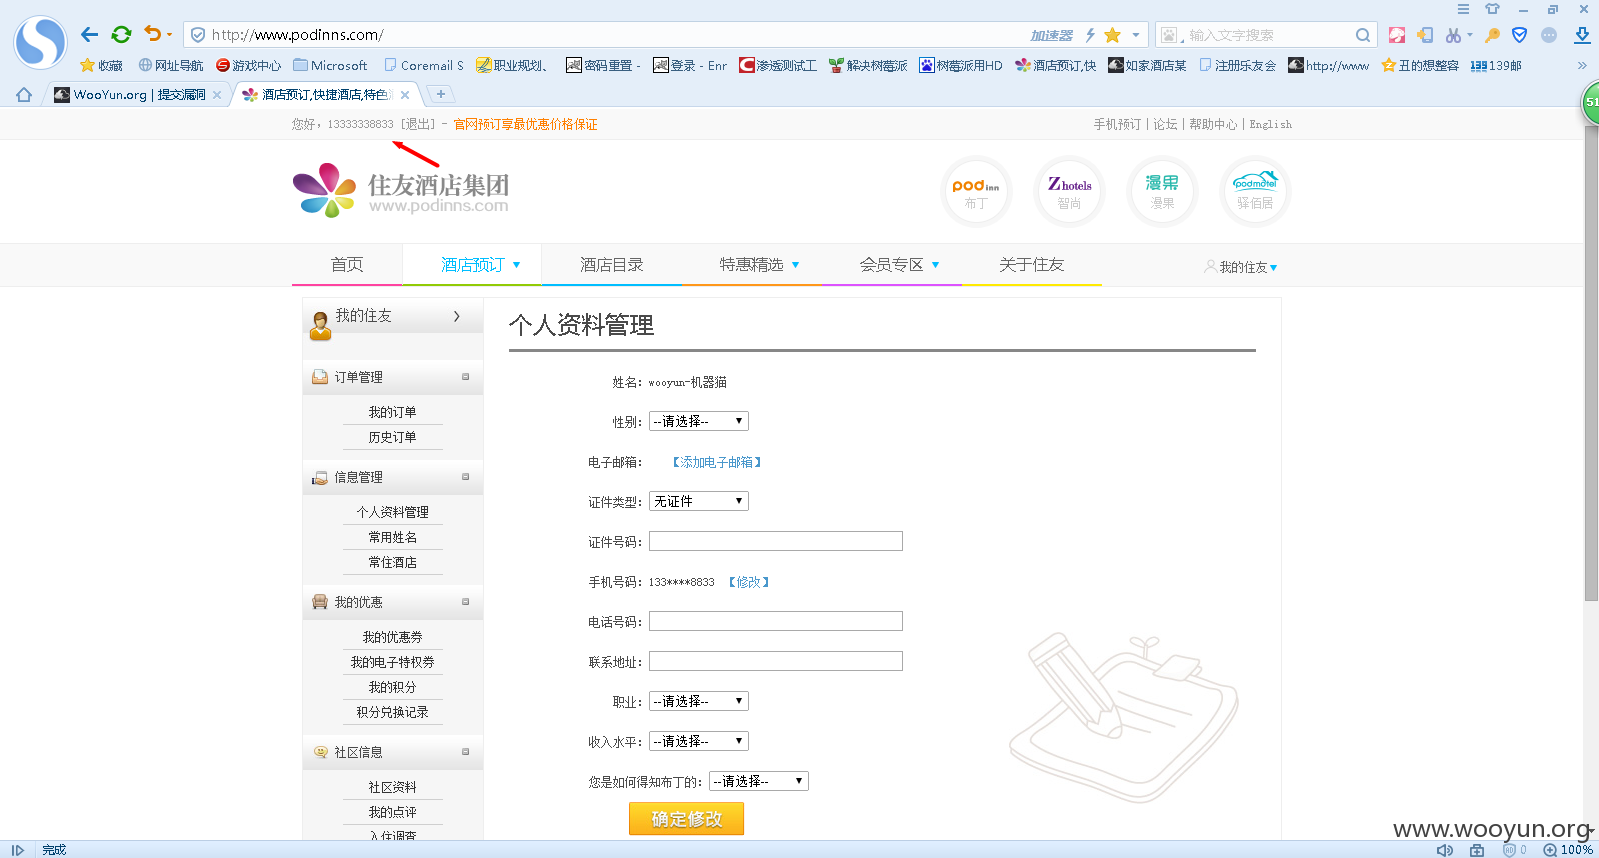 http://www.podinns.com/
加速器
输入文字搜索
收藏 网址导航 游戏中心 Microsoft Coremail S 职业规划、 密码重置 - 登录 - Enr 渗透测试工 解决树莓派 树莓派用HD 酒店预订,快 如家酒店某 注册乐友会 http://www 丑的想整容 139邮 »
WooYun.org | 提交漏洞
酒店预订,快捷酒店,特色
51
您好，13333338833 [退出] - 官网预订享最优惠价格保证
手机预订 | 论坛 | 帮助中心 | English
住友酒店集团
www.podinns.com
podinn
布丁
Zhotels
智尚
漫果
漫果
podmotel
驿佰居
首页 酒店预订 酒店目录 特惠精选 会员专区 关于住友
我的住友
我的住友
订单管理
我的订单
历史订单
信息管理
个人资料管理
常用姓名
常住酒店
我的优惠
我的优惠券
我的电子特权券
我的积分
积分兑换记录
社区信息
社区资料
我的点评
入住调查
个人资料管理
姓名：wooyun-机器猫
性别：--请选择--
电子邮箱：【添加电子邮箱】
证件类型：无证件
证件号码：
手机号码：133****8833 【修改】
电话号码：
联系地址：
职业：--请选择--
收入水平：--请选择--
您是如何得知布丁的：--请选择--
确定修改
www.wooyun.org
完成
0
100%